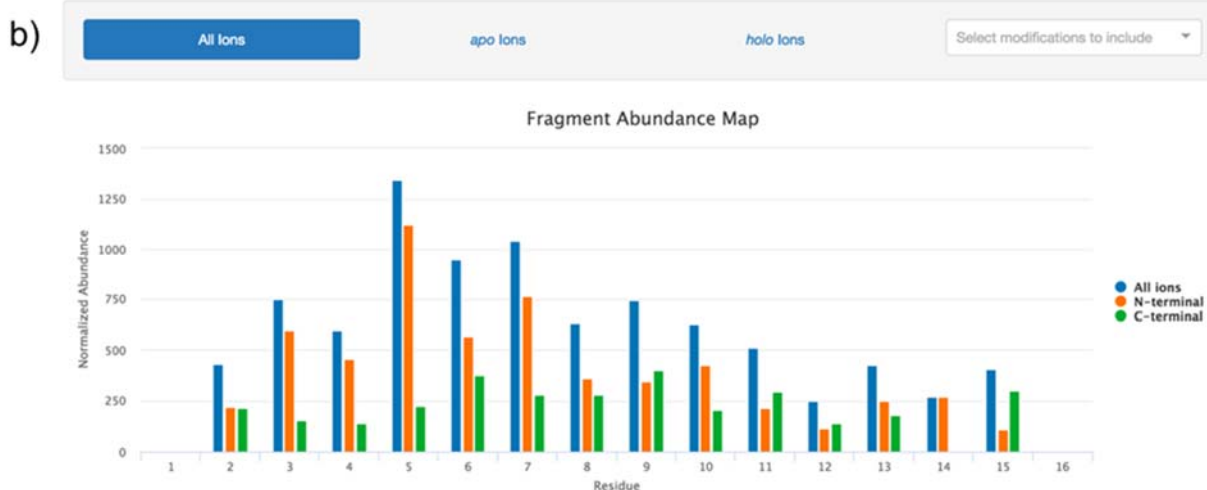 b)
All Ions apo Ions holo Ions Select modifications to include
Fragment Abundance Map
1500
1250
1000
750
500
250
0
Normalized Abundance
1 2 3 4 5 6 7 8 9 10 11 12 13 14 15 16
Residue
All ions
N-terminal
C-terminal